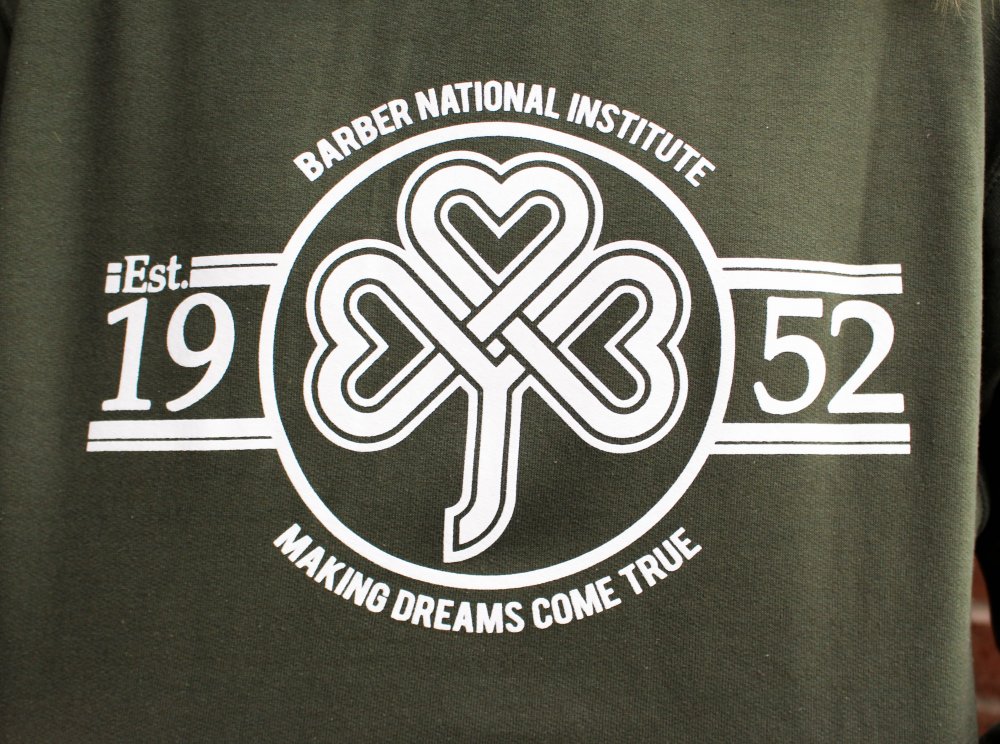 BARBER NATIONAL INSTITUTE
Est.
19 52
MAKING DREAMS COME TRUE